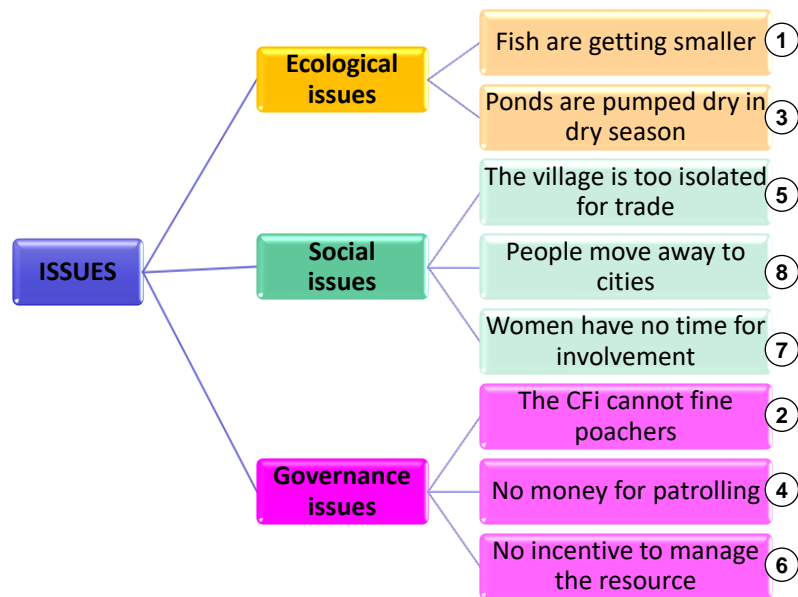 ISSUES
Ecological
issues
Fish are getting smaller
1
Ponds are pumped dry in
dry season
3
Social
issues
The village is too isolated
for trade
5
People move away to
cities
8
Women have no time for
involvement
7
Governance
issues
The CFi cannot fine
poachers
2
No money for patrolling
4
No incentive to manage
the resource
6